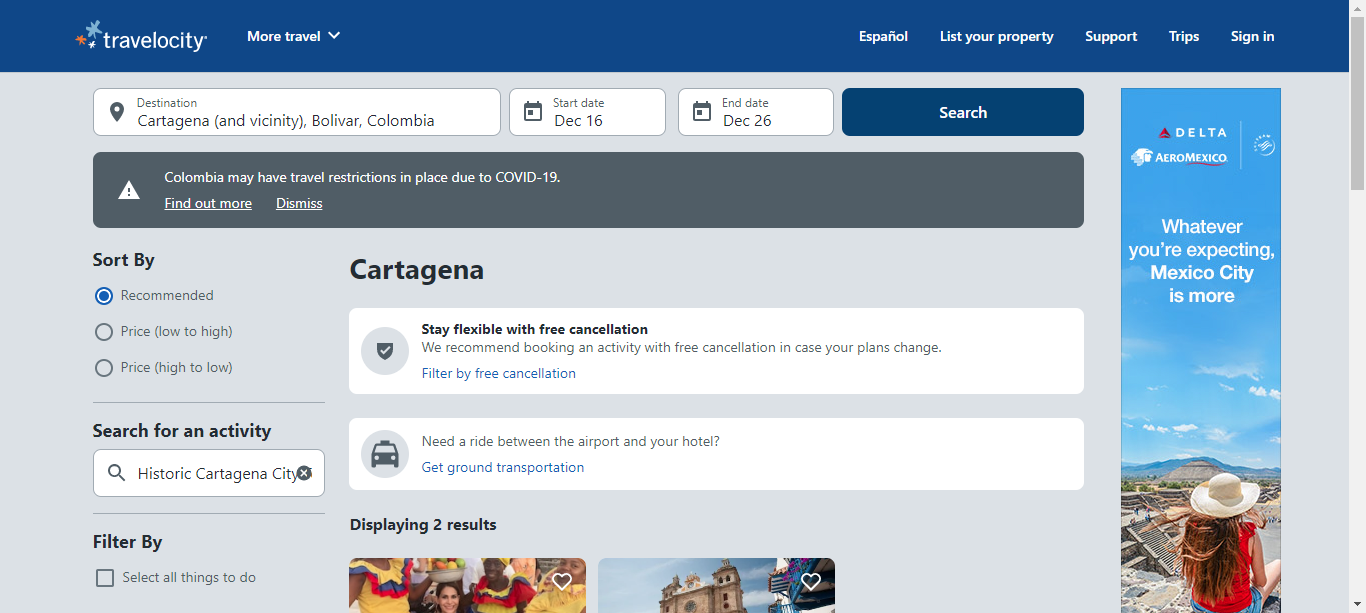 travelocity
More travel
Español
List your property
Support
Trips
Sign in
Destination
Cartagena (and vicinity), Bolivar, Colombia
Start date
Dec 16
End date
Dec 26
Search
Colombia may have travel restrictions in place due to COVID-19.
Find out more
Dismiss
Sort By
Recommended
Price (low to high)
Price (high to low)
Search for an activity
Historic Cartagena City
Filter By
Select all things to do
Cartagena
Stay flexible with free cancellation
We recommend booking an activity with free cancellation in case your plans change.
Filter by free cancellation
Need a ride between the airport and your hotel?
Get ground transportation
Displaying 2 results
DELTA
AEROMEXICO
Whatever
you're expecting,
Mexico City
is more